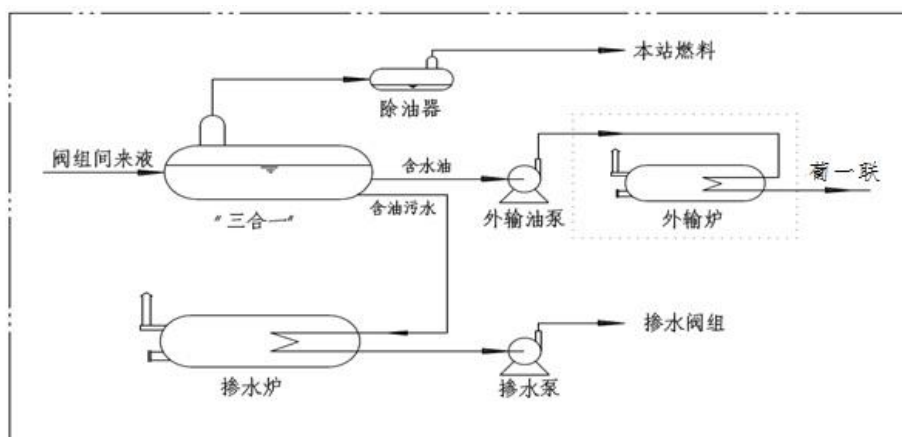 本站燃料
除油器
阀组间来液
含水油
葡一联
含油污水
外输油泵
外输炉
"三合一"
掺水阀组
掺水炉
掺水泵